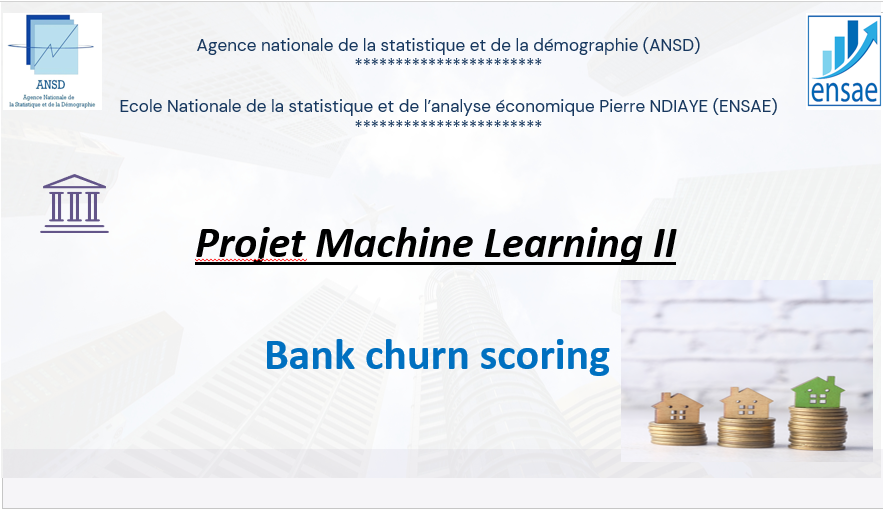 Agence nationale de la statistique et de la démographie (ANSD)
***********************
Ecole Nationale de la statistique et de l'analyse économique Pierre NDIAYE (ENSAE)
***********************
ANSD
Agence Nationale de
la Statistique et de la Démographie
ensae
Projet Machine Learning II
Bank churn scoring